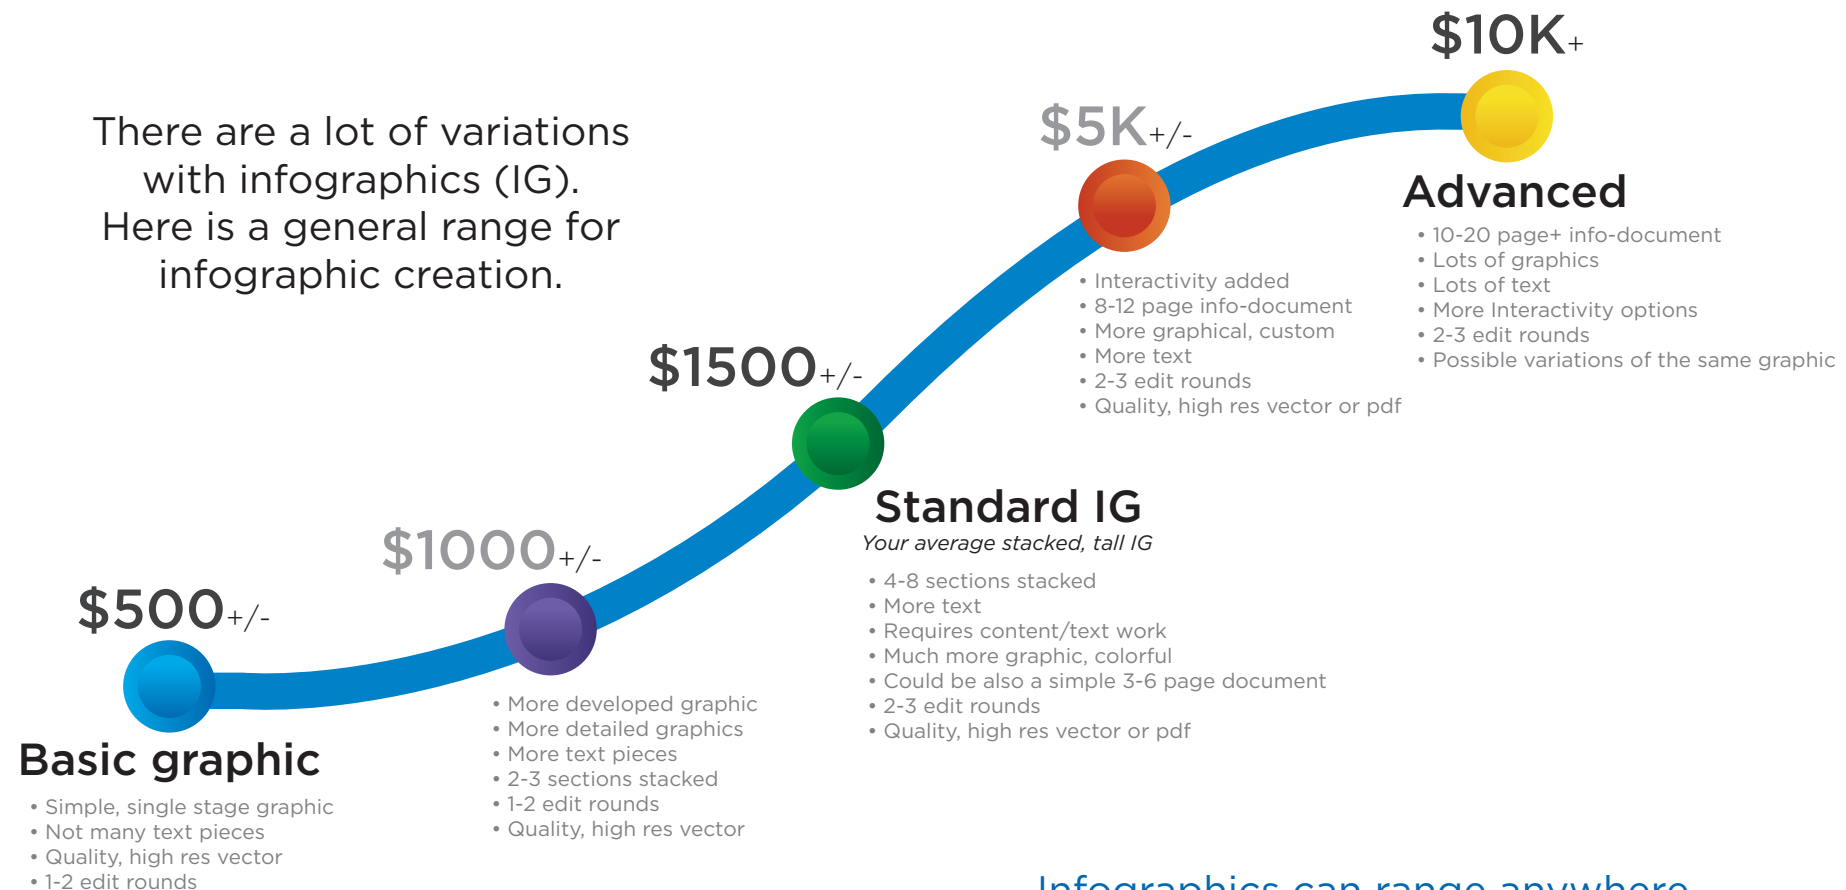 There are a lot of variations
with infographics (IG).
Here is a general range for
infographic creation.
$500+/-
Basic graphic
• Simple, single stage graphic
• Not many text pieces
• Quality, high res vector
• 1-2 edit rounds
$1000+/-
• More developed graphic
• More detailed graphics
• More text pieces
• 2-3 sections stacked
• 1-2 edit rounds
• Quality, high res vector
$1500+/-
Standard IG
Your average stacked, tall IG
• 4-8 sections stacked
• More text
• Requires content/text work
• Much more graphic, colorful
• Could be also a simple 3-6 page document
• 2-3 edit rounds
• Quality, high res vector or pdf
$5K+/-
• Interactivity added
• 8-12 page info-document
• More graphical, custom
• More text
• 2-3 edit rounds
• Quality, high res vector or pdf
$10K+
Advanced
• 10-20 page+ info-document
• Lots of graphics
• Lots of text
• More Interactivity options
• 2-3 edit rounds
• Possible variations of the same graphic
Infographics can range anywhere